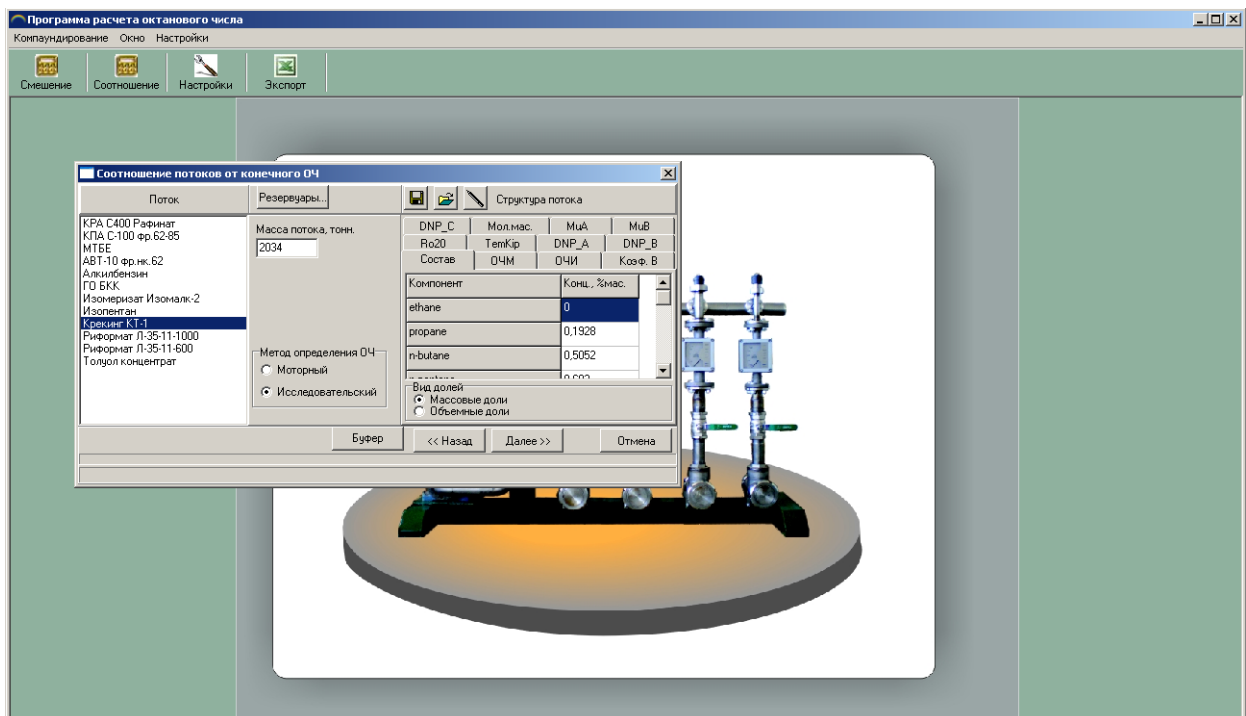 Программа расчета октанового числа
Компаундирование Окно Настройки
Смешение Соотношение Настройки Экспорт
Соотношение потоков от конечного ОЧ
Поток Резервуары... Структура потока
КРА С400 Рафинат
КПА С-100 фр.62-85
МТБЕ
АВТ-10 фр.нк.62
Алкилбензин
ГО БКК
Изомеризат Изомалк-2
Изопентан
Крекинг КТ-1
Риформат Л-35-11-1000
Риформат Л-35-11-600
Толуол концентрат
Масса потока, тонн.
2034
Метод определения ОЧ
Моторный
Исследовательский
DNP_C Мол.мас. MuA MuB
Ro20 TemKip DNP_A DNP_B
Состав ОЧМ ОЧИ Коэф. В
Компонент Конц., %мас.
ethane 0
propane 0,1928
n-butane 0,5052
Вид долей
Массовые доли
Объемные доли
Буфер << Назад Далее >> Отмена